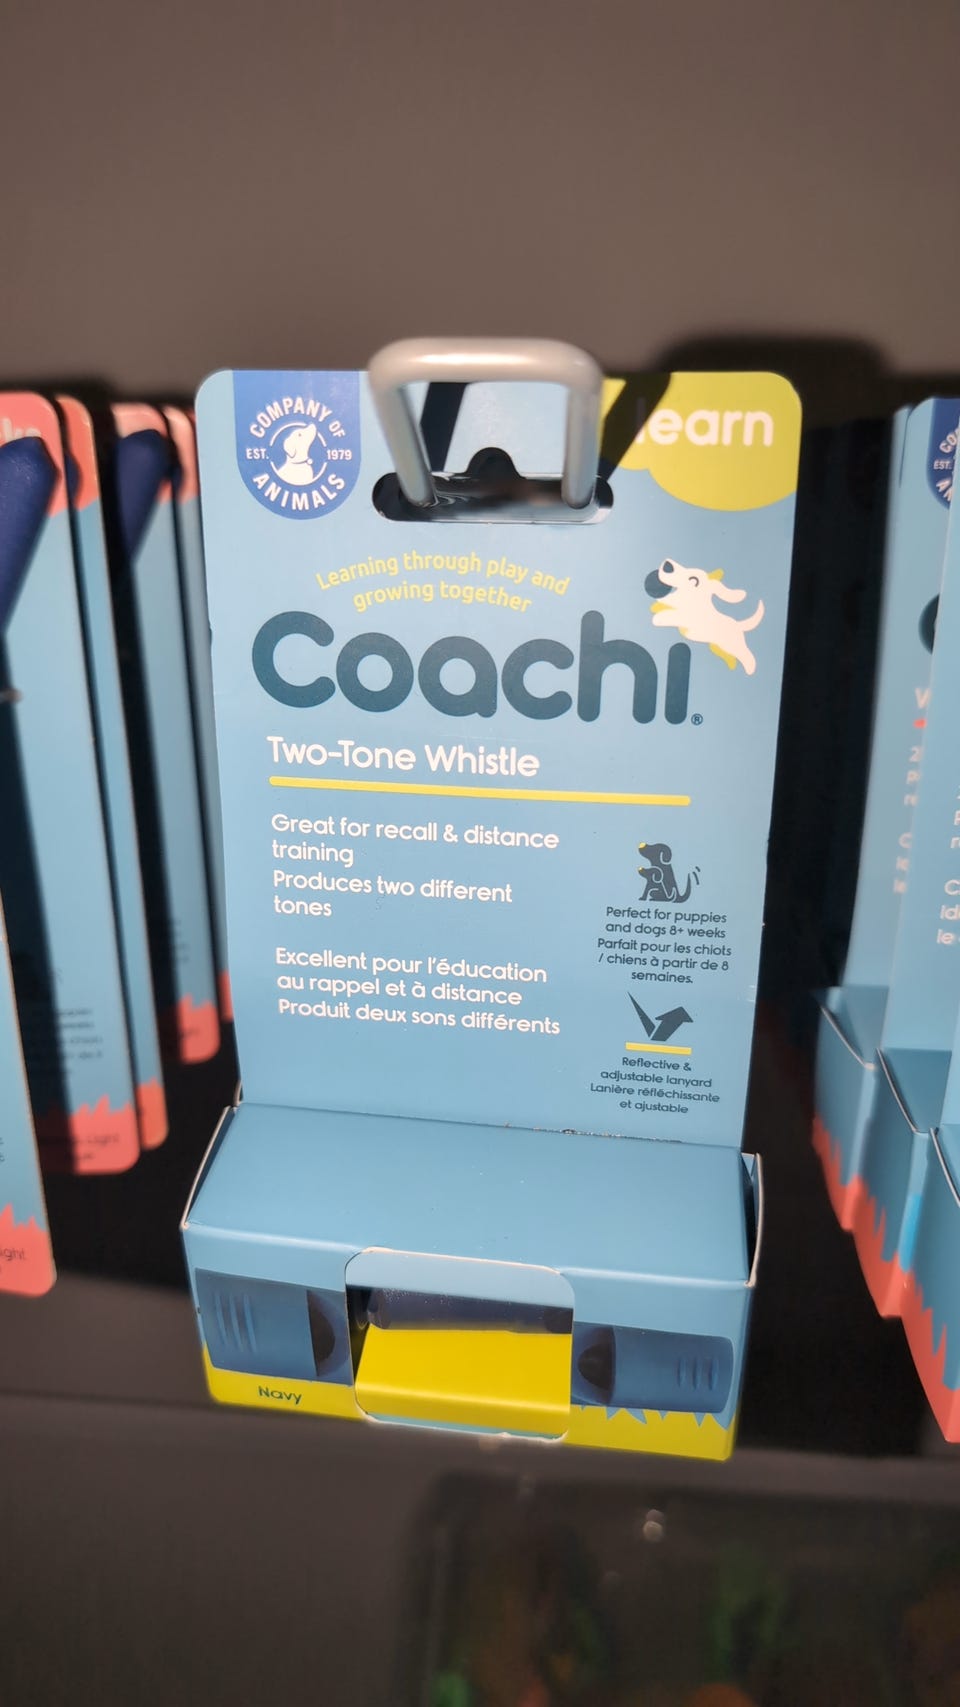 COMPANY OF
EST. 1979
ANIMALS
learn
Learning through play and
growing together
Coachi®
Two-Tone Whistle
Great for recall & distance
training
Produces two different
tones
Excellent pour l'éducation
au rappel et à distance
Produit deux sons différents
Perfect for puppies
and dogs 8+ weeks
Parfait pour les chiots
/ chiens à partir de 8
semaines.
Reflective &
adjustable lanyard
Lanière réfléchissante
et ajustable
Navy
EST.
Light